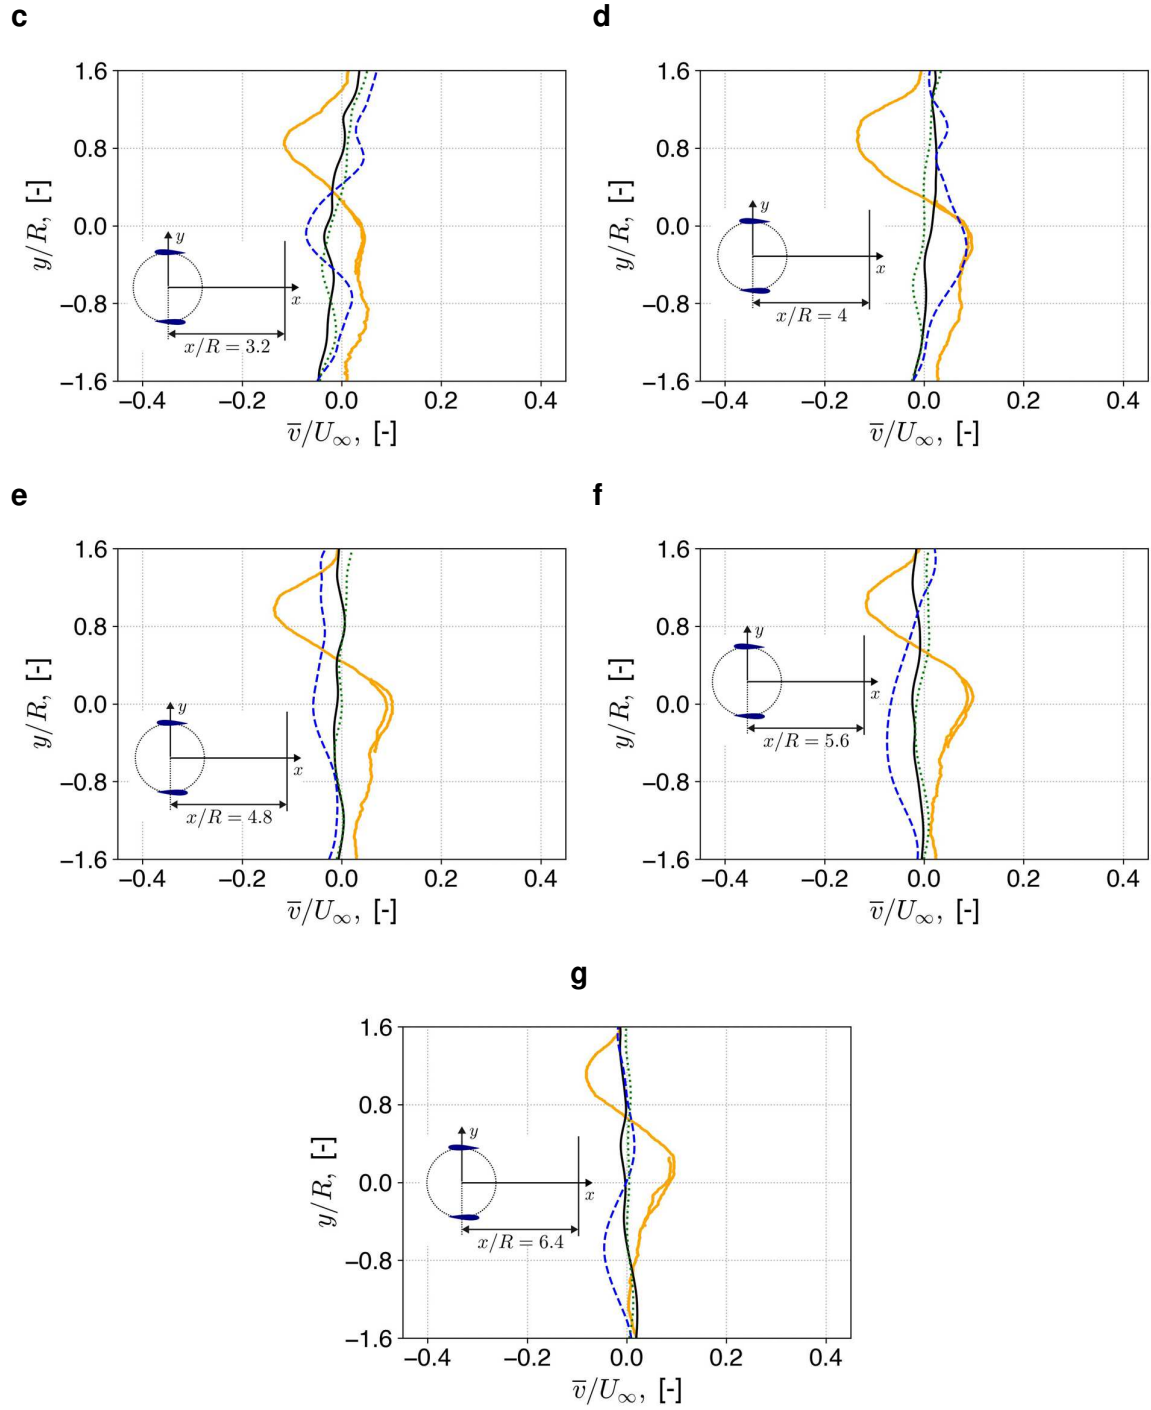 c
1.6
0.8
0.0
−0.8
−1.6
y/R, [-]
y
x
x/R = 3.2
−0.4 −0.2 0.0 0.2 0.4
v̅/U∞, [-]
d
1.6
0.8
0.0
−0.8
−1.6
y/R, [-]
y
x
x/R = 4
−0.4 −0.2 0.0 0.2 0.4
v̅/U∞, [-]
e
1.6
0.8
0.0
−0.8
−1.6
y/R, [-]
y
x
x/R = 4.8
−0.4 −0.2 0.0 0.2 0.4
v̅/U∞, [-]
f
1.6
0.8
0.0
−0.8
−1.6
y/R, [-]
y
x
x/R = 5.6
−0.4 −0.2 0.0 0.2 0.4
v̅/U∞, [-]
g
1.6
0.8
0.0
−0.8
−1.6
y/R, [-]
y
x
x/R = 6.4
−0.4 −0.2 0.0 0.2 0.4
v̅/U∞, [-]